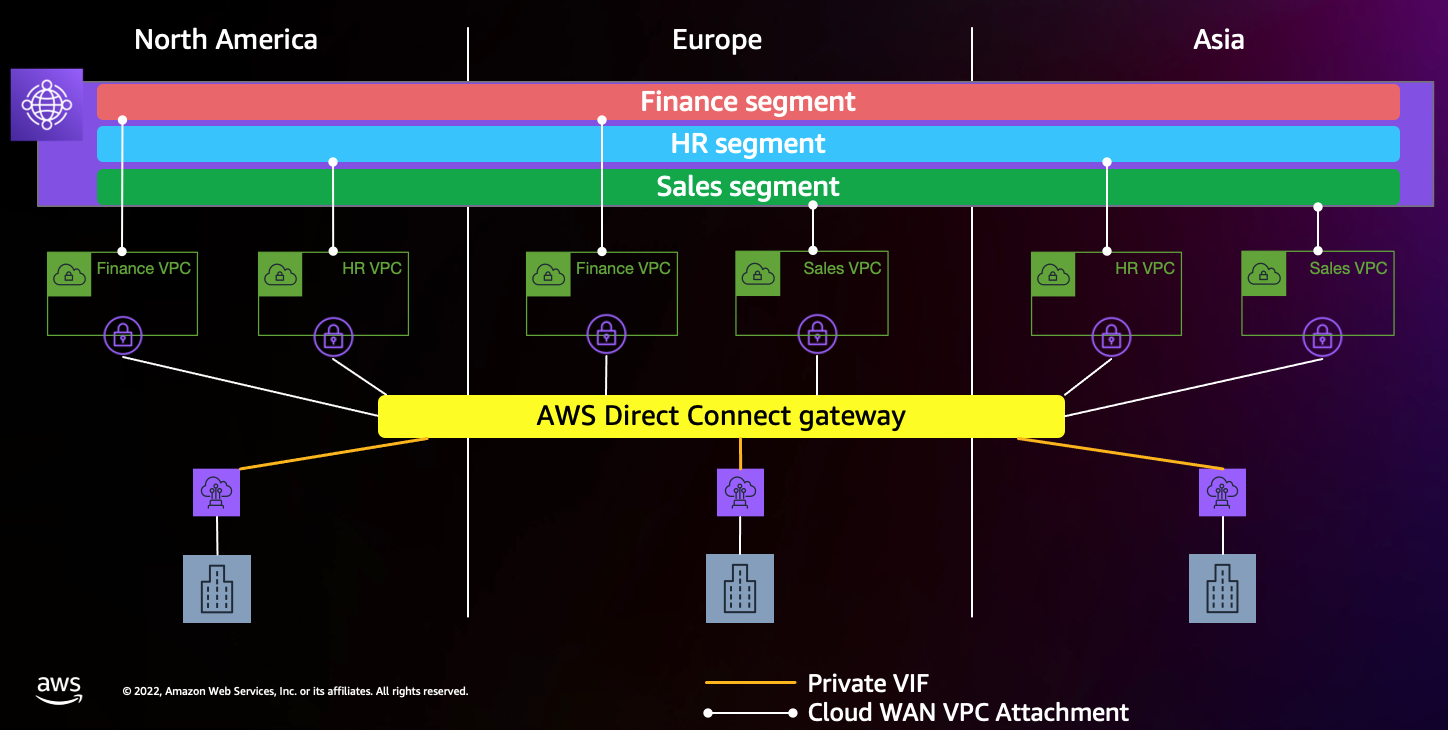 North America
Europe
Asia
Finance segment
HR segment
Sales segment
Finance VPC
HR VPC
Finance VPC
Sales VPC
HR VPC
Sales VPC
AWS Direct Connect gateway
aws
© 2022, Amazon Web Services, Inc. or its affiliates. All rights reserved.
Private VIF
Cloud WAN VPC Attachment